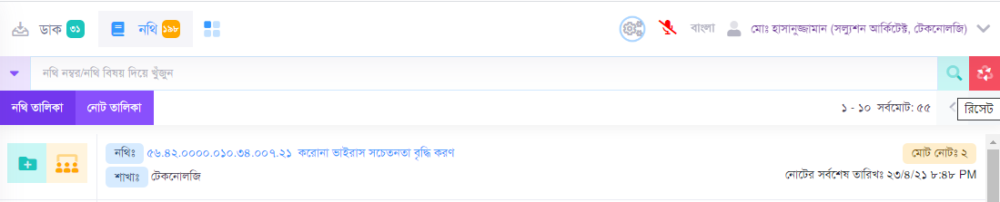 ডাক ৩১ নথি ১৯৮ বাংলা মোঃ হাসানুজ্জামান (সল্যুশন আর্কিটেক্ট, টেকনোলজি)
নথি নম্বর/নথি বিষয় দিয়ে খুঁজুন
নথি তালিকা নোট তালিকা ১ - ১০ সর্বমোট: ৫৫ রিসেট
নথিঃ ৫৬.৪২.০০০০.০১০.৩৪.০০৭.২১ করোনা ভাইরাস সচেতনতা বৃদ্ধি করণ মোট নোটঃ ২
শাখাঃ টেকনোলজি নোটের সর্বশেষ তারিখঃ ২৩/৪/২১ ৮:৪৮ PM